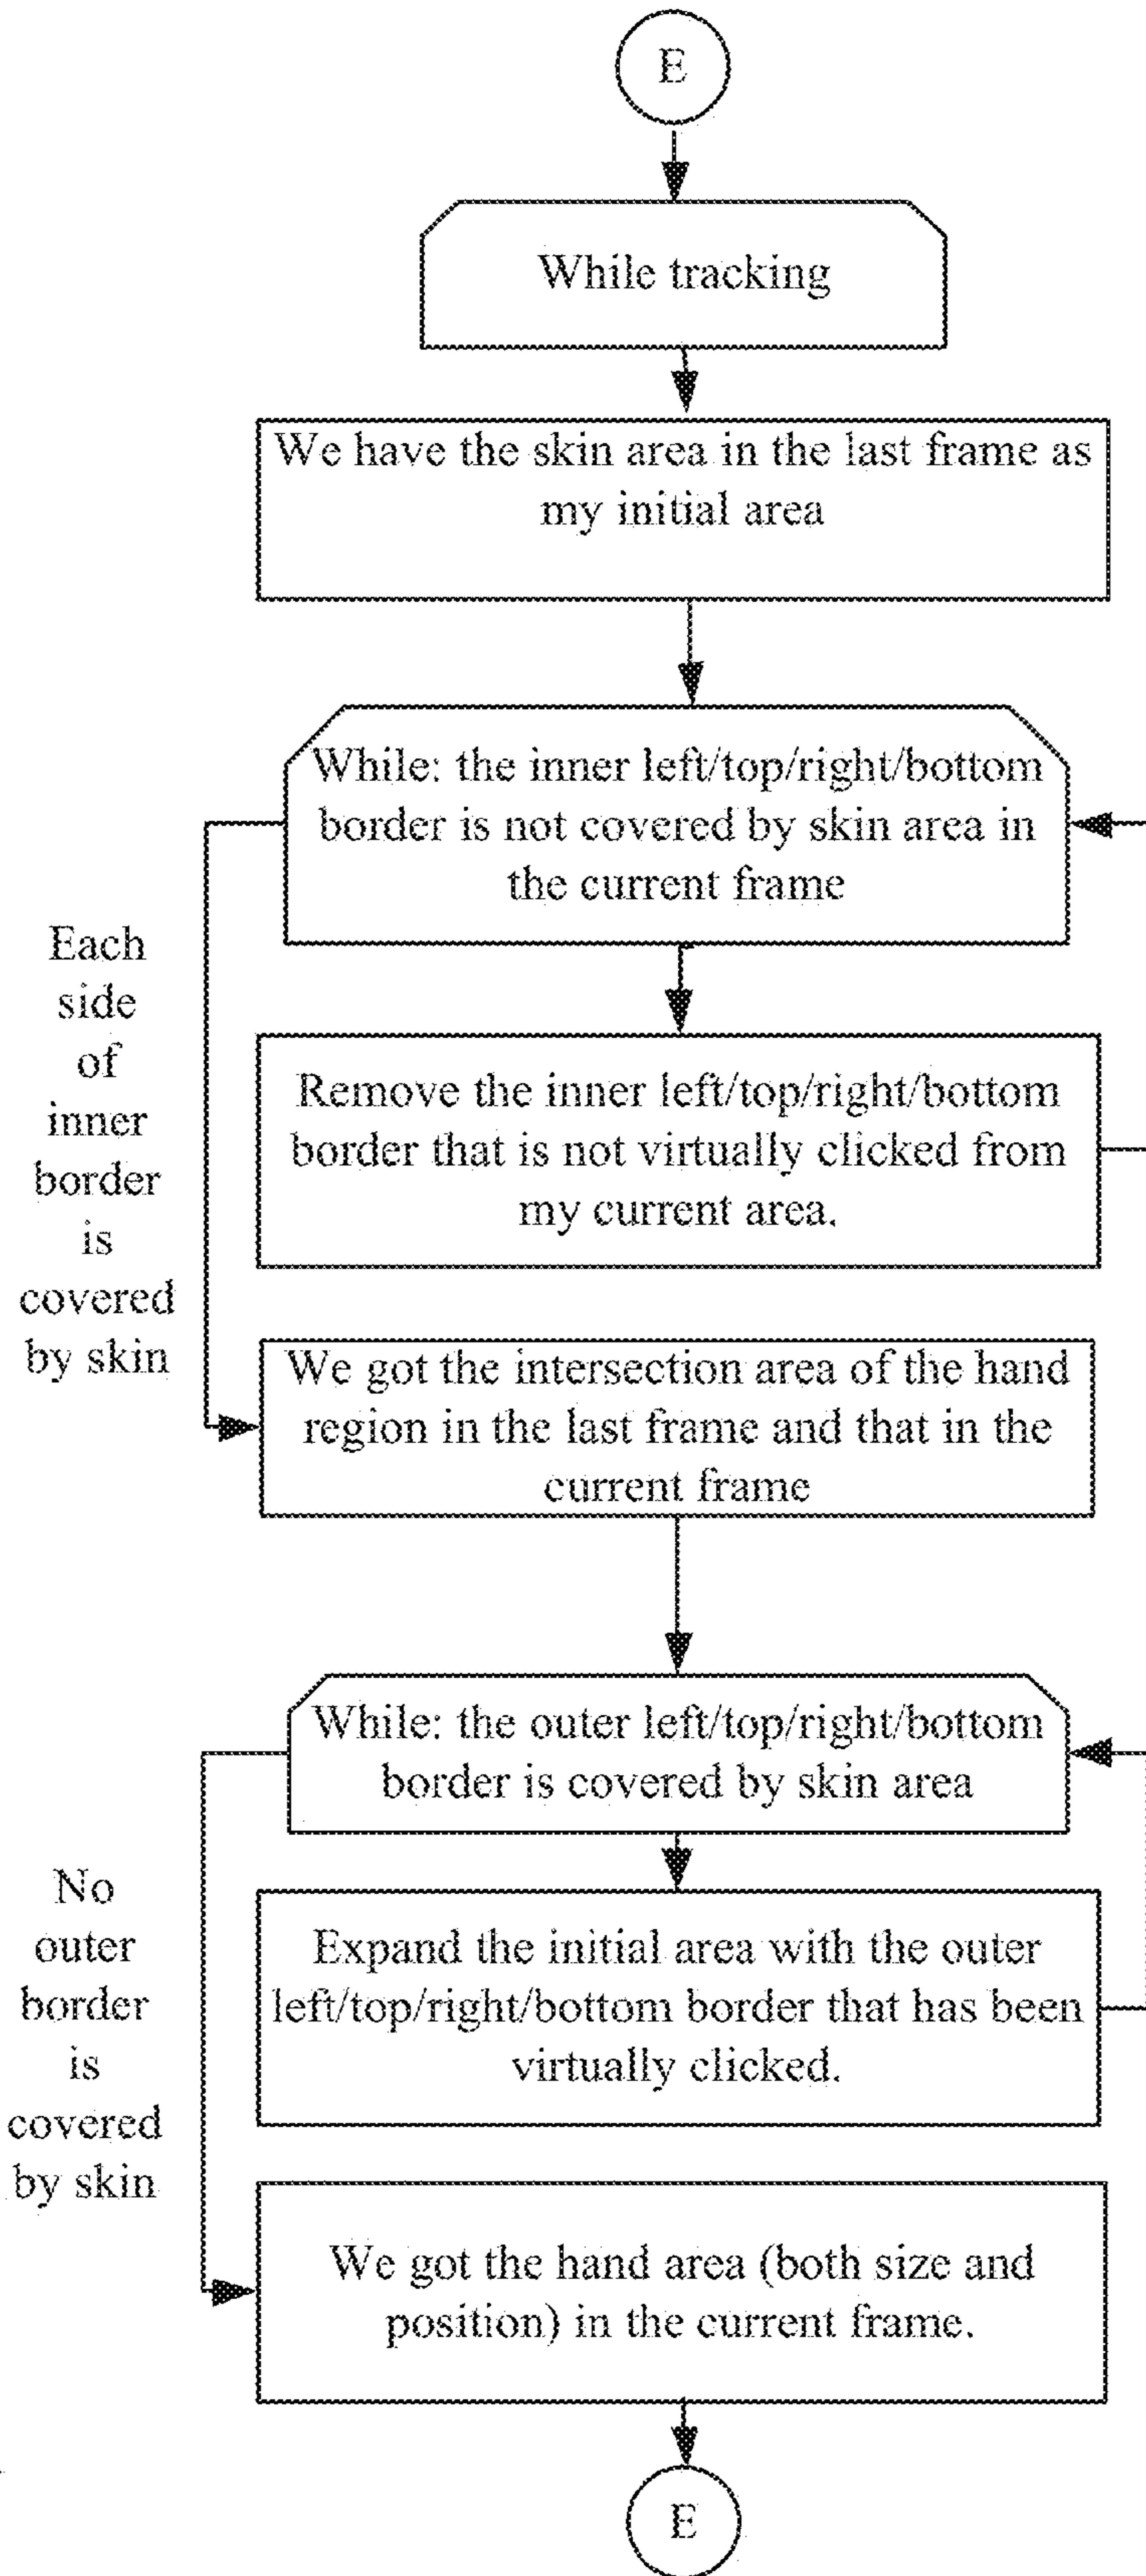 E
While tracking
We have the skin area in the last frame as
my initial area
While: the inner left/top/right/bottom
border is not covered by skin area in
the current frame
Each
side
of
inner
border
is
covered
by skin
Remove the inner left/top/right/bottom
border that is not virtually clicked from
my current area.
We got the intersection area of the hand
region in the last frame and that in the
current frame
While: the outer left/top/right/bottom
border is covered by skin area
No
outer
border
is
covered
by skin
Expand the initial area with the outer
left/top/right/bottom border that has been
virtually clicked.
We got the hand area (both size and
position) in the current frame.
E